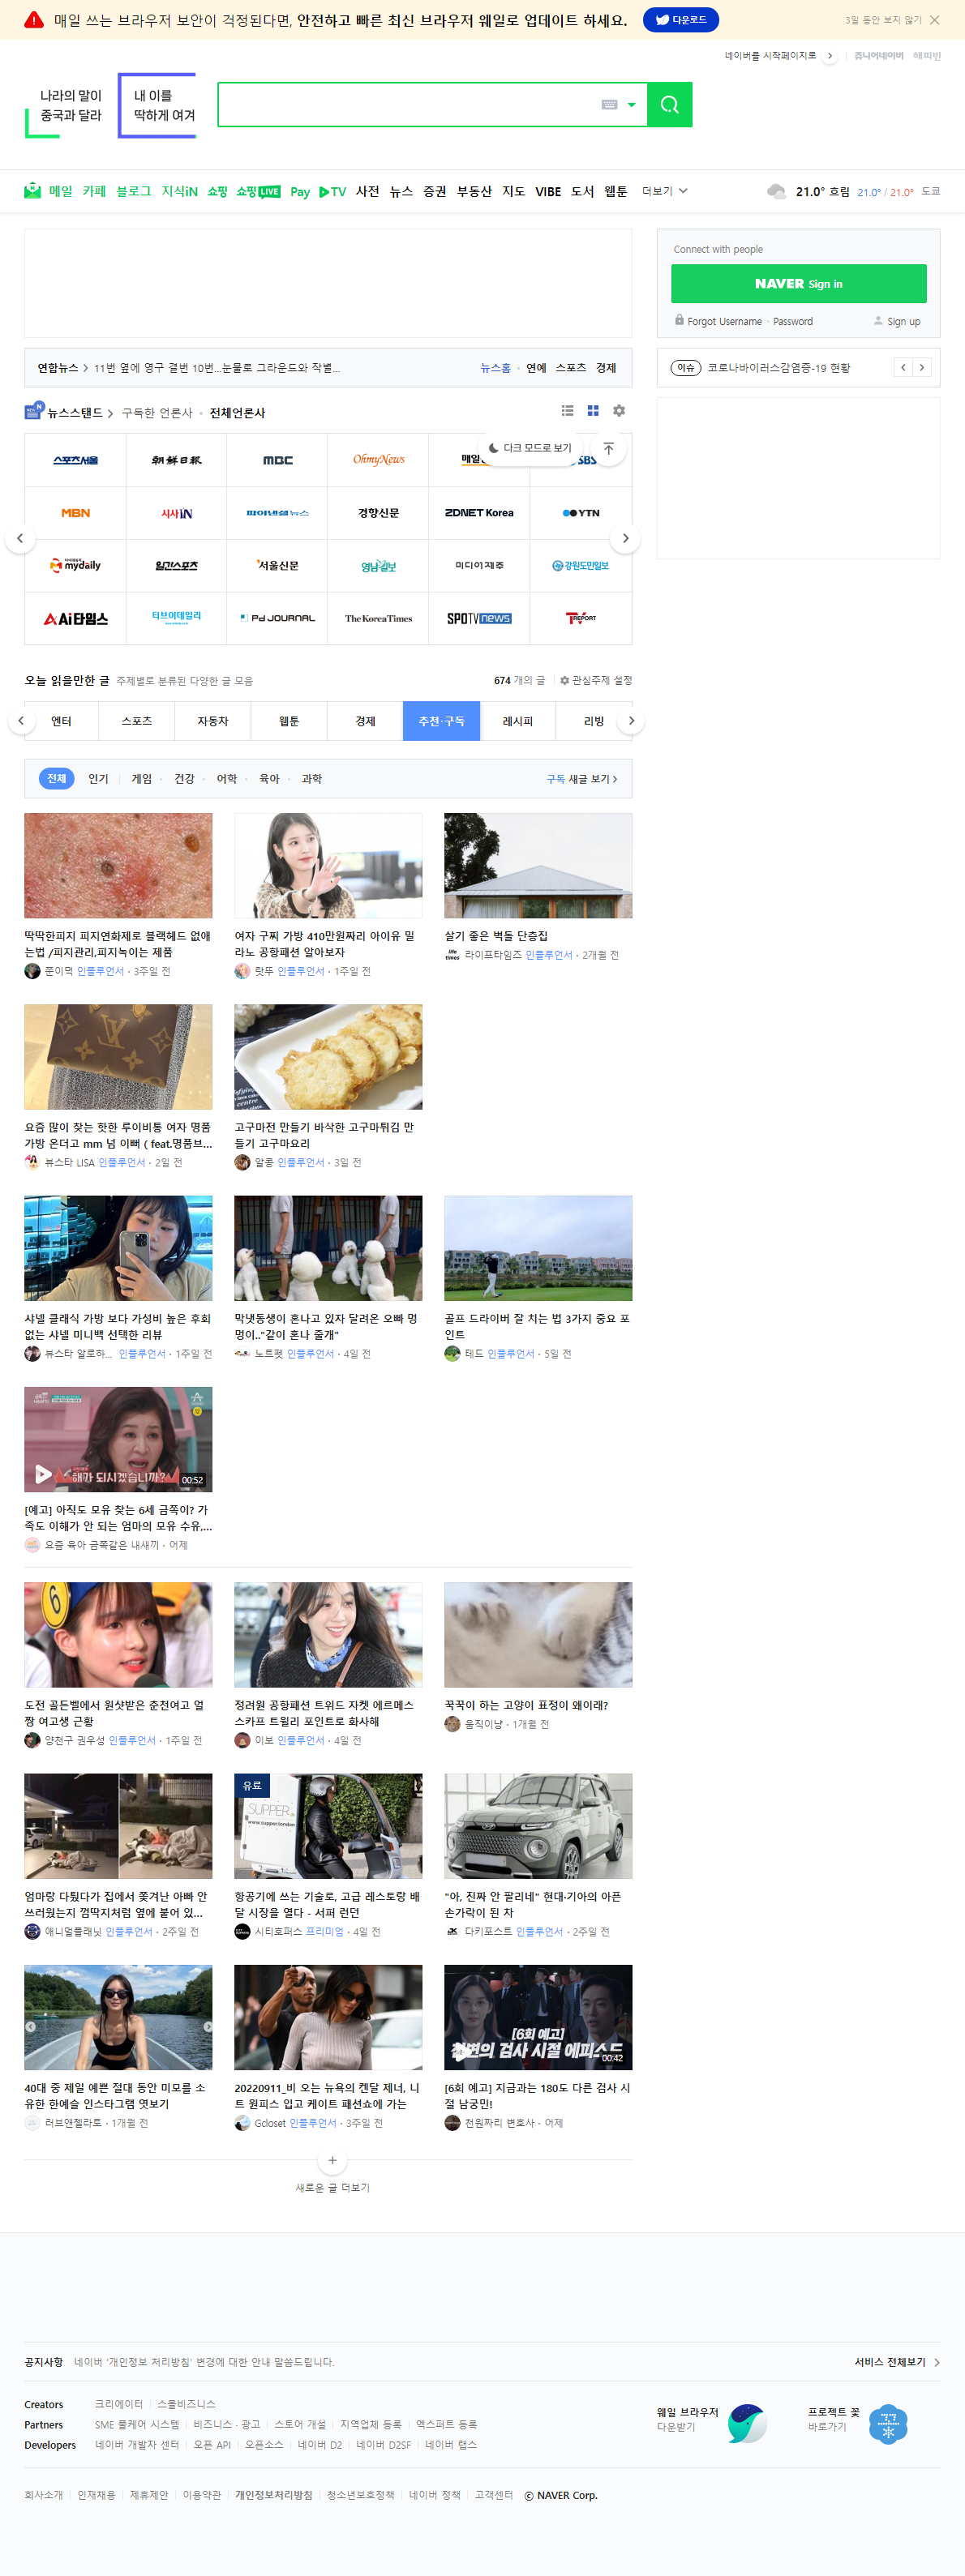 매일 쓰는 브라우저 보안이 걱정된다면, 안전하고 빠른 최신 브라우저 웨일로 업데이트 하세요. 다운로드 3일 동안 보지 않기
네이버를 시작페이지로 쥬니어네이버 해피빈
나라의 말이
중국과 달라
내 이를
딱하게 여겨
메일 카페 블로그 지식iN 쇼핑 쇼핑LIVE Pay TV 사전 뉴스 증권 부동산 지도 VIBE 도서 웹툰 더보기
21.0° 흐림 21.0° / 21.0° 도쿄
Connect with people
NAVER Sign in
Forgot Username Password Sign up
연합뉴스 11번 옆에 영구 결번 10번...눈물로 그라운드와 작별... 뉴스홈 연예 스포츠 경제
이슈 코로나바이러스감염증-19 현황
뉴스스탠드 구독한 언론사 전체언론사
다크 모드로 보기
스포츠서울 朝鮮日報 MBC OhmyNews 매일 SBS
MBN 시사IN 파이낸셜뉴스 경향신문 ZDNET Korea YTN
mydaily 일간스포츠 서울신문 영남일보 미디어제주 강원도민일보
Ai타임스 티브이데일리 Pd JOURNAL The Korea Times SPOTV news TREPORT
오늘 읽을만한 글 주제별로 분류된 다양한 글 모음 674 개의 글 관심주제 설정
엔터 스포츠 자동차 웹툰 경제 추천·구독 레시피 리빙
전체 인기 게임 건강 어학 육아 과학 구독 새글 보기
딱딱한피지 피지연화제로 블랙헤드 없애
는법 /피지관리,피지녹이는 제품
쭌이덕 인플루언서 · 3주일 전
여자 구찌 가방 410만원짜리 아이유 밀
라노 공항패션 알아보자
랏뚜 인플루언서 · 1주일 전
살기 좋은 벽돌 단층집
life times
라이프타임즈 인플루언서 · 2개월 전
요즘 많이 찾는 핫한 루이비통 여자 명품
가방 온더고 mm 넘 이뻐 ( feat.명품브...
뷰스타 LISA 인플루언서 · 2일 전
고구마전 만들기 바삭한 고구마튀김 만
들기 고구마요리
알콩 인플루언서 · 3일 전
샤넬 클래식 가방 보다 가성비 높은 후회
없는 샤넬 미니백 선택한 리뷰
뷰스타 알로하... 인플루언서 · 1주일 전
막냇동생이 혼나고 있자 달려온 오빠 멍
멍이.."같이 혼나 줄개"
노트펫 인플루언서 · 4일 전
골프 드라이버 잘 치는 법 3가지 중요 포
인트
테드 인플루언서 · 5일 전
해가 되시겠습니까?
00:52
[예고] 아직도 모유 찾는 6세 금쪽이? 가
족도 이해가 안 되는 엄마의 모유 수유,...
요즘 육아 금쪽같은 내새끼 · 어제
6
도전 골든벨에서 원샷받은 춘천여고 얼
짱 여고생 근황
양천구 권우성 인플루언서 · 1주일 전
정려원 공항패션 트위드 자켓 에르메스
스카프 트윌리 포인트로 화사해
이보 인플루언서 · 4일 전
꾹꾹이 하는 고양이 표정이 왜이래?
움직이냥 · 1개월 전
엄마랑 다퉜다가 집에서 쫓겨난 아빠 안
쓰러웠는지 껌딱지처럼 옆에 붙어 있...
애니멀플래닛 인플루언서 · 2주일 전
유료
SUPPER
www.supper.london
항공기에 쓰는 기술로, 고급 레스토랑 배
달 시장을 열다 - 서퍼 런던
시티호퍼스 프리미엄 · 4일 전
"아, 진짜 안 팔리네" 현대·기아의 아픈
손가락이 된 차
다키포스트 인플루언서 · 2주일 전
40대 중 제일 예쁜 절대 동안 미모를 소
유한 한예슬 인스타그램 엿보기
러브앤젤라또 · 1개월 전
20220911_비 오는 뉴욕의 켄달 제너, 니
트 원피스 입고 케이트 패션쇼에 가는
Gcloset 인플루언서 · 3주일 전
[6회 예고]
천변의 검사 시절 에피소드
00:42
[6회 예고] 지금과는 180도 다른 검사 시
절 남궁민!
천원짜리 변호사 · 어제
새로운 글 더보기
공지사항 네이버 '개인정보 처리방침' 변경에 대한 안내 말씀드립니다. 서비스 전체보기
Creators 크리에이터 스몰비즈니스
Partners SME 풀케어 시스템 비즈니스 · 광고 스토어 개설 지역업체 등록 엑스퍼트 등록
Developers 네이버 개발자 센터 오픈 API 오픈소스 네이버 D2 네이버 D2SF 네이버 랩스
웨일 브라우저
다운받기
프로젝트 꽃
바로가기
회사소개 인재채용 제휴제안 이용약관 개인정보처리방침 청소년보호정책 네이버 정책 고객센터 ⓒ NAVER Corp.